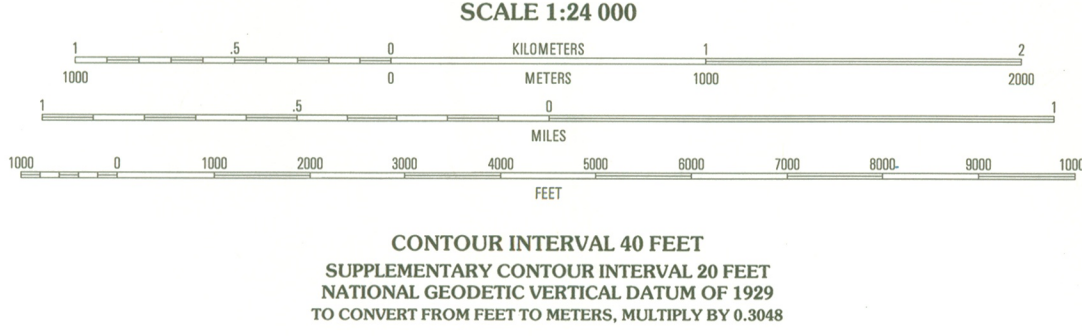 SCALE 1:24 000
1 .5 0 KILOMETERS 1 2
1000 0 METERS 1000 2000
1 .5 0 1
MILES
1000 0 1000 2000 3000 4000 5000 6000 7000 8000 9000 1000
FEET
CONTOUR INTERVAL 40 FEET
SUPPLEMENTARY CONTOUR INTERVAL 20 FEET
NATIONAL GEODETIC VERTICAL DATUM OF 1929
TO CONVERT FROM FEET TO METERS, MULTIPLY BY 0.3048